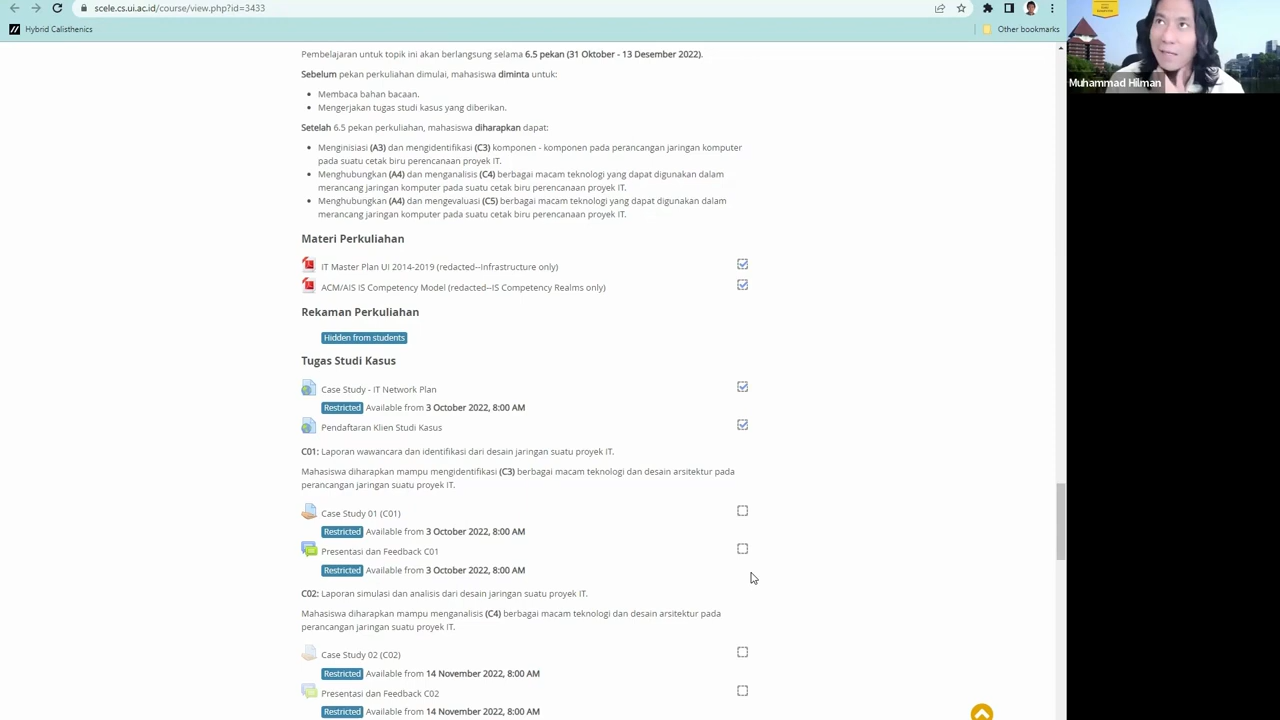 scele.cs.ui.ac.id/course/view.php?id=3433
Hybrid Calisthenics
Other bookmarks
Muhammad Hilman
Pembelajaran untuk topik ini akan berlangsung selama 6.5 pekan (31 Oktober - 13 Desember 2022).
Sebelum pekan perkuliahan dimulai, mahasiswa diminta untuk:
Membaca bahan bacaan.
Mengerjakan tugas studi kasus yang diberikan.
Setelah 6.5 pekan perkuliahan, mahasiswa diharapkan dapat:
Menginisiasi (A3) dan mengidentifikasi (C3) komponen - komponen pada perancangan jaringan komputer
pada suatu cetak biru perencanaan proyek IT.
Menghubungkan (A4) dan menganalisis (C4) berbagai macam teknologi yang dapat digunakan dalam
merancang jaringan komputer pada suatu cetak biru perencanaan proyek IT.
Menghubungkan (A4) dan mengevaluasi (C5) berbagai macam teknologi yang dapat digunakan dalam
merancang jaringan komputer pada suatu cetak biru perencanaan proyek IT.
Materi Perkuliahan
IT Master Plan UI 2014-2019 (redacted--Infrastructure only)
ACM/AIS IS Competency Model (redacted--IS Competency Realms only)
Rekaman Perkuliahan
Hidden from students
Tugas Studi Kasus
Case Study - IT Network Plan
Restricted Available from 3 October 2022, 8:00 AM
Pendaftaran Klien Studi Kasus
C01: Laporan wawancara dan identifikasi dari desain jaringan suatu proyek IT.
Mahasiswa diharapkan mampu mengidentifikasi (C3) berbagai macam teknologi dan desain arsitektur pada
perancangan jaringan suatu proyek IT.
Case Study 01 (C01)
Restricted Available from 3 October 2022, 8:00 AM
Presentasi dan Feedback C01
Restricted Available from 3 October 2022, 8:00 AM
C02: Laporan simulasi dan analisis dari desain jaringan suatu proyek IT.
Mahasiswa diharapkan mampu menganalisis (C4) berbagai macam teknologi dan desain arsitektur pada
perancangan jaringan suatu proyek IT.
Case Study 02 (C02)
Restricted Available from 14 November 2022, 8:00 AM
Presentasi dan Feedback C02
Restricted Available from 14 November 2022, 8:00 AM